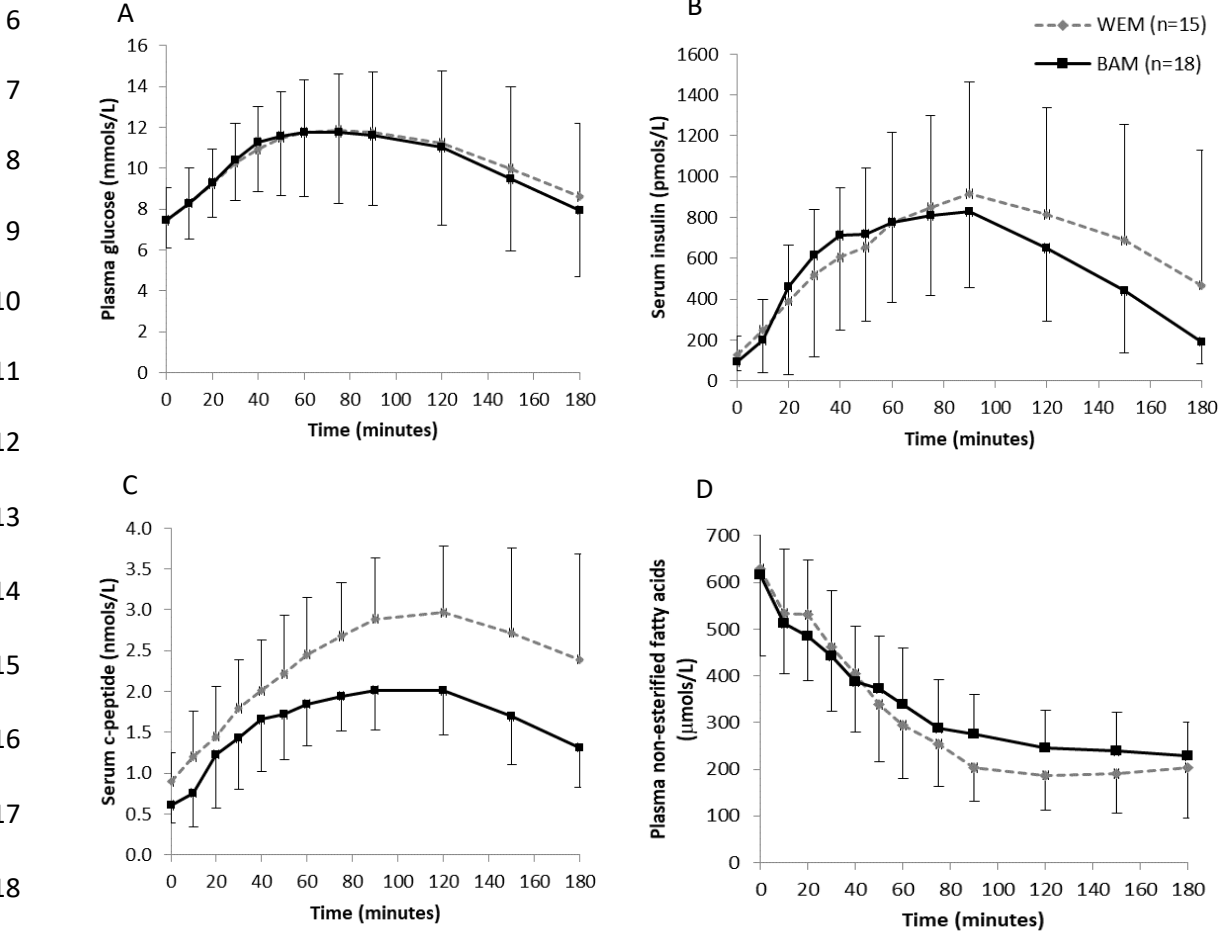 6
7
8
9
10
11
12
13
14
15
16
17
18
A
16
14
12
10
8
6
4
2
0
Plasma glucose (mmols/L)
0 20 40 60 80 100 120 140 160 180
Time (minutes)
B
WEM (n=15)
BAM (n=18)
1600
1400
1200
1000
800
600
400
200
0
Serum insulin (pmols/L)
0 20 40 60 80 100 120 140 160 180
Time (minutes)
C
4.0
3.5
3.0
2.5
2.0
1.5
1.0
0.5
0.0
Serum c-peptide (nmols/L)
0 20 40 60 80 100 120 140 160 180
Time (minutes)
D
700
600
500
400
300
200
100
0
Plasma non-esterified fatty acids
(µmols/L)
0 20 40 60 80 100 120 140 160 180
Time (minutes)